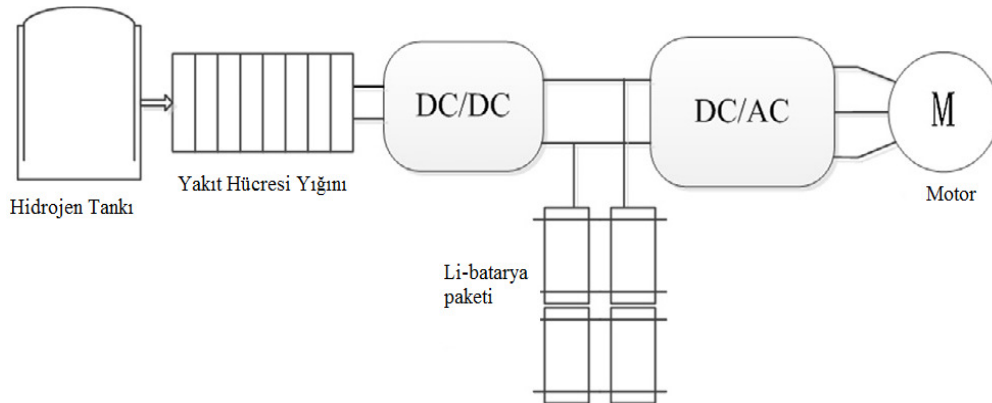 DC/DC
DC/AC
M
Hidrojen Tankı
Yakıt Hücresi Yığını
Motor
Li-batarya
paketi